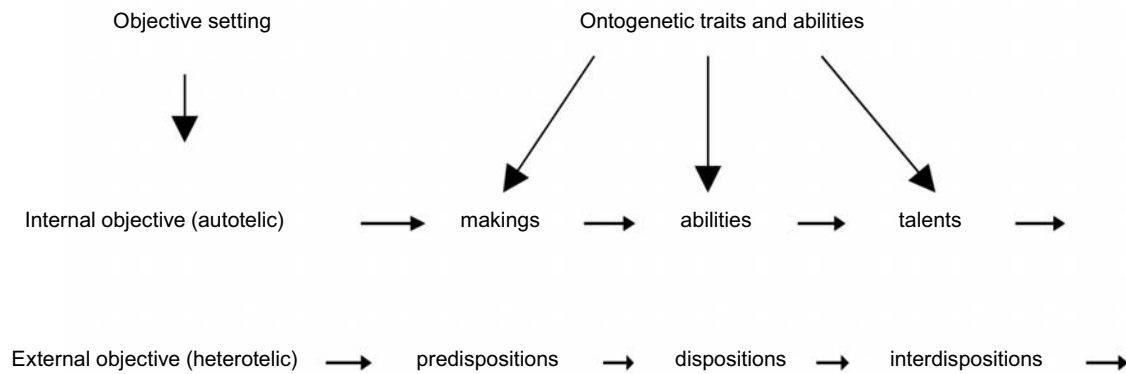 Objective setting
Ontogenetic traits and abilities
Internal objective (autotelic) makings abilities talents
External objective (heterotelic) predispositions dispositions interdispositions